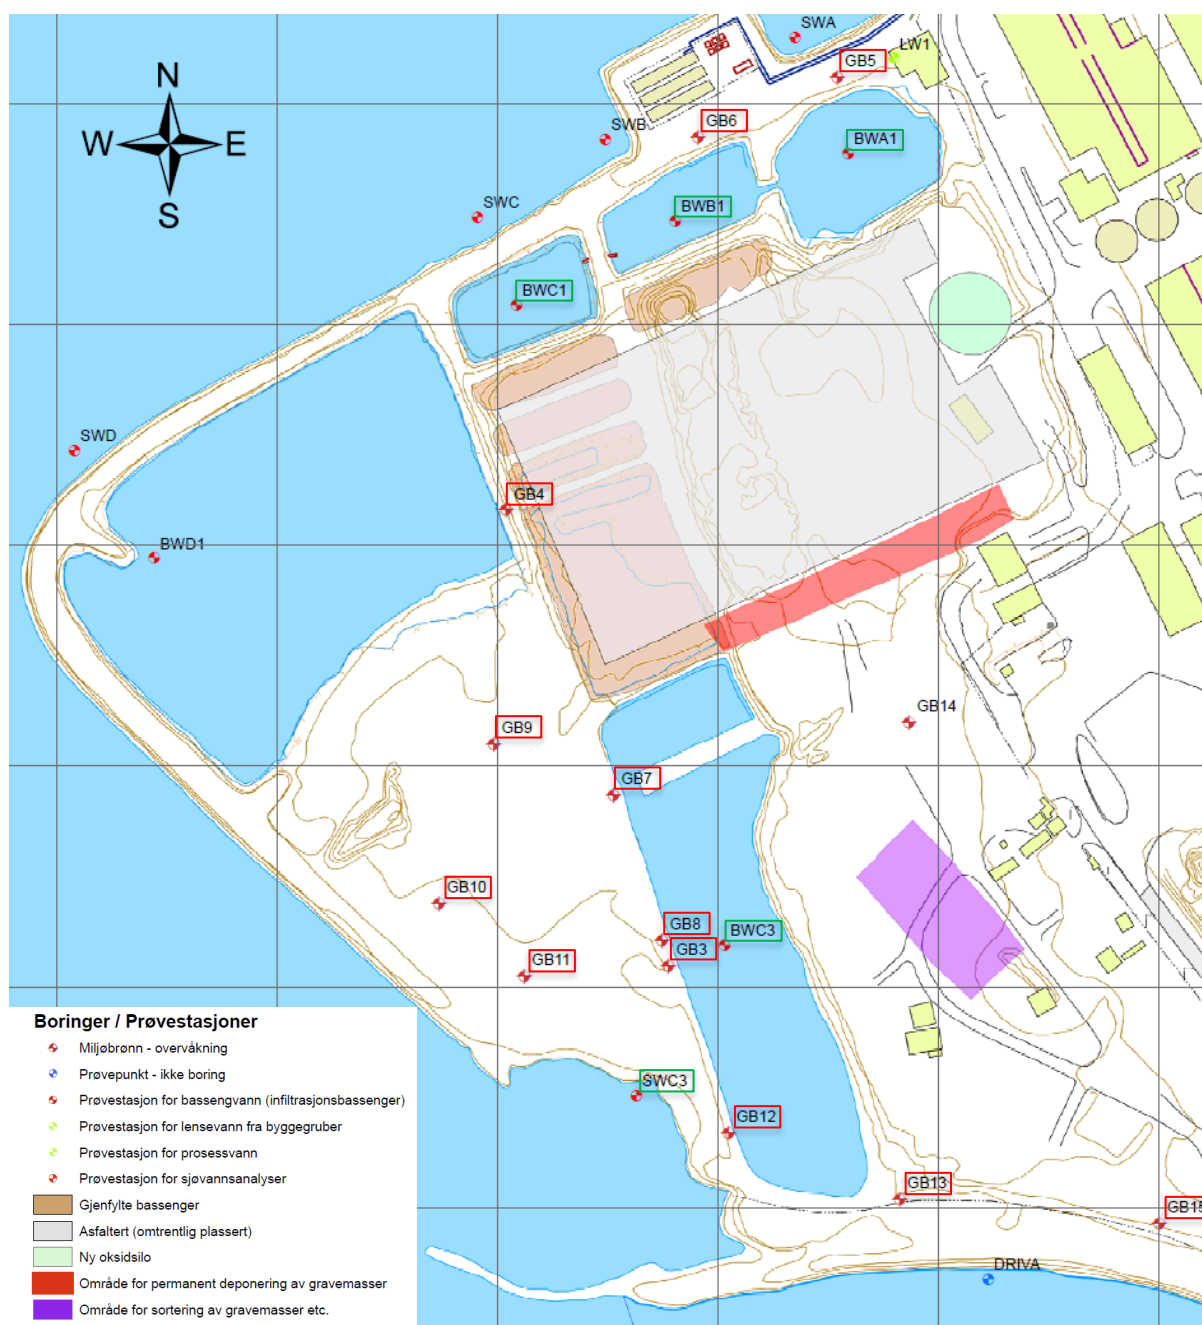 SWA
LW1
GB5
N
GB6
SWB
W
E
BWA1
S
SWC
BWB1
BWC1
SWD
GB4
BWD1
GB14
GB9
GB7
GB10
GB8
BWC3
GB3
GB11
SWC3
GB12
GB13
GB15
DRIVA
Boringer / Prøvestasjoner
Miljøbrønn - overvåkning
Prøvepunkt - ikke boring
Prøvestasjon for bassengvann (infiltrasjonsbassenger)
Prøvestasjon for lensevann fra byggegruber
Prøvestasjon for prosessvann
Prøvestasjon for sjøvannsanalyser
Gjenfylte bassenger
Asfaltert (omtrentlig plassert)
Ny oksidsilo
Område for permanent deponering av gravemasser
Område for sortering av gravemasser etc.